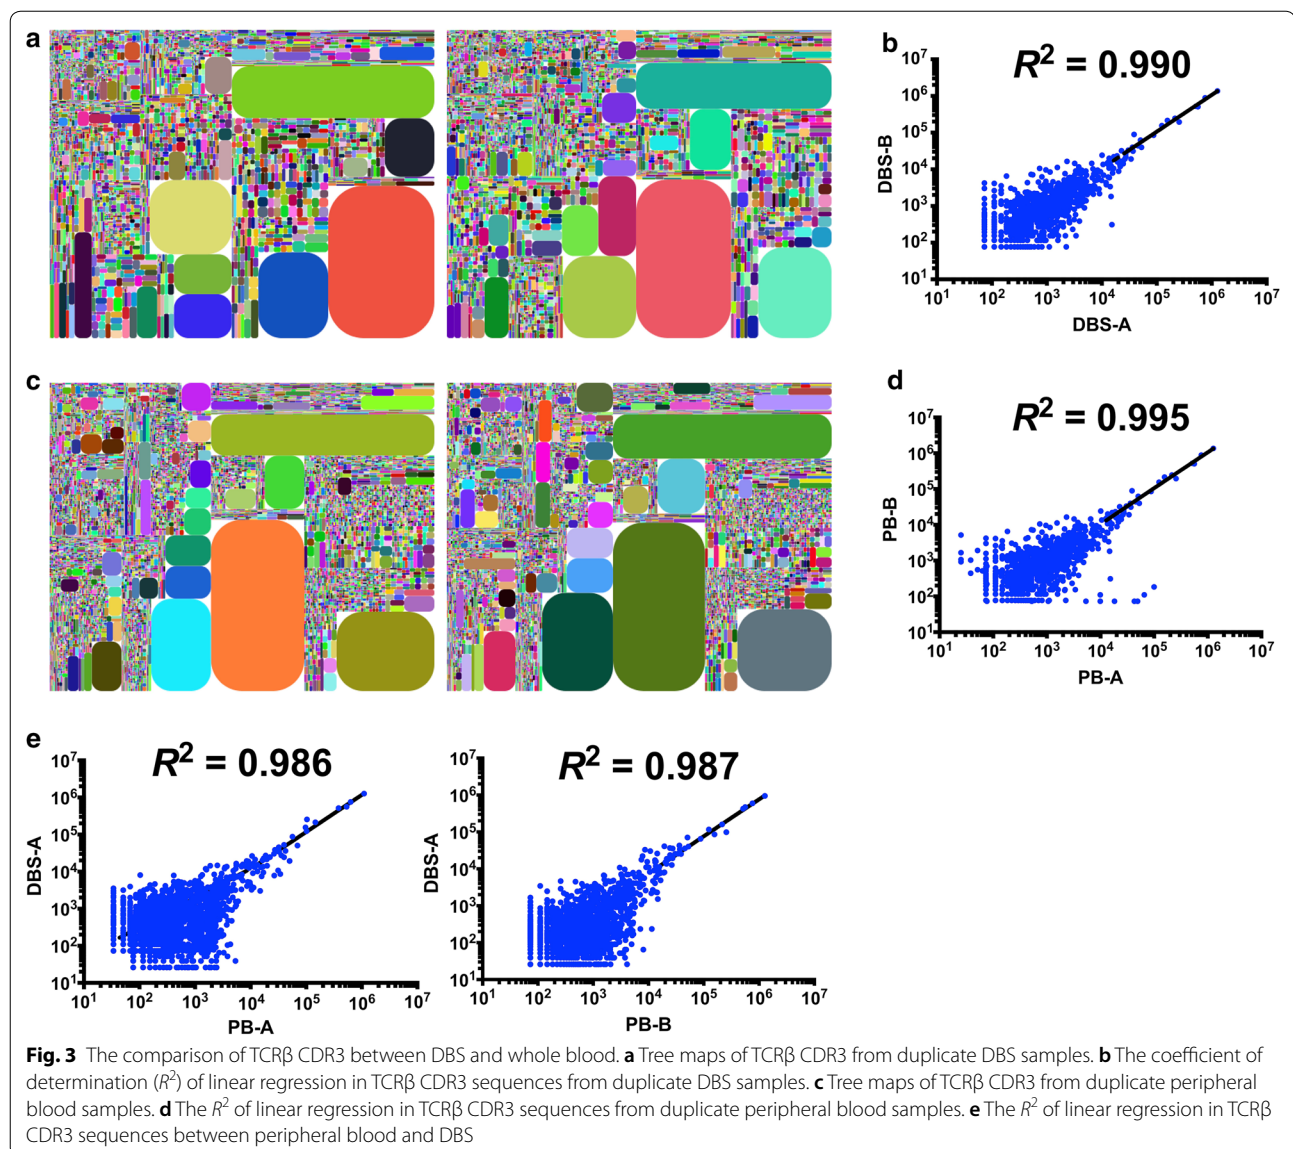 a
b
R² = 0.990
DBS-B
10⁷
10⁶
10⁵
10⁴
10³
10²
10¹
10¹ 10² 10³ 10⁴ 10⁵ 10⁶ 10⁷
DBS-A
c
d
R² = 0.995
PB-B
10⁷
10⁶
10⁵
10⁴
10³
10²
10¹
10¹ 10² 10³ 10⁴ 10⁵ 10⁶ 10⁷
PB-A
e
R² = 0.986
DBS-A
10⁷
10⁶
10⁵
10⁴
10³
10²
10¹
10¹ 10² 10³ 10⁴ 10⁵ 10⁶ 10⁷
PB-A
R² = 0.987
DBS-A
10⁷
10⁶
10⁵
10⁴
10³
10²
10¹
10¹ 10² 10³ 10⁴ 10⁵ 10⁶ 10⁷
PB-B
Fig. 3 The comparison of TCRβ CDR3 between DBS and whole blood. a Tree maps of TCRβ CDR3 from duplicate DBS samples. b The coefficient of
determination (R²) of linear regression in TCRβ CDR3 sequences from duplicate DBS samples. c Tree maps of TCRβ CDR3 from duplicate peripheral
blood samples. d The R² of linear regression in TCRβ CDR3 sequences from duplicate peripheral blood samples. e The R² of linear regression in TCRβ
CDR3 sequences between peripheral blood and DBS